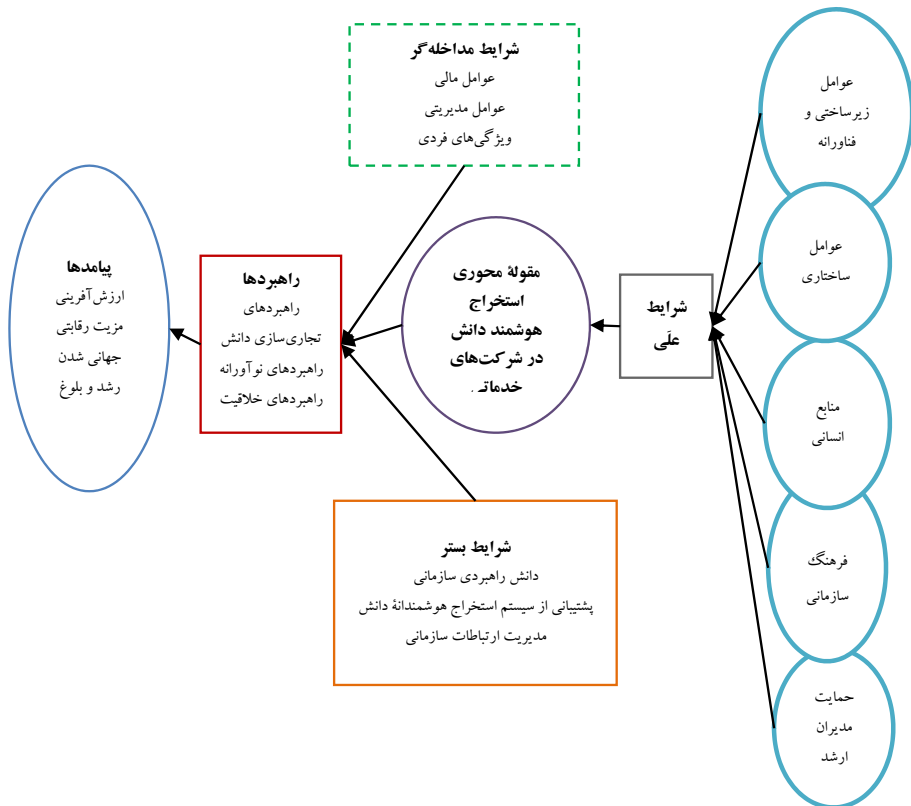 شرایط مداخله‌گر
عوامل مالی
عوامل مدیریتی
ویژگی‌های فردی
عوامل
زیرساختی و
فناورانه
عوامل
ساختاری
منابع
انسانی
فرهنگ
سازمانی
حمایت
مدیران
ارشد
شرایط
علّی
مقولۀ محوری
استخراج
هوشمند دانش
در شرکت‌های
راهبردها
راهبردهای
تجاری‌سازی دانش
راهبردهای نوآورانه
راهبردهای خلاقیت
پیامدها
ارزش‌آفرینی
مزیت رقابتی
جهانی شدن
رشد و بلوغ
شرایط بستر
دانش راهبردی سازمانی
پشتیبانی از سیستم استخراج هوشمندانۀ دانش
مدیریت ارتباطات سازمانی